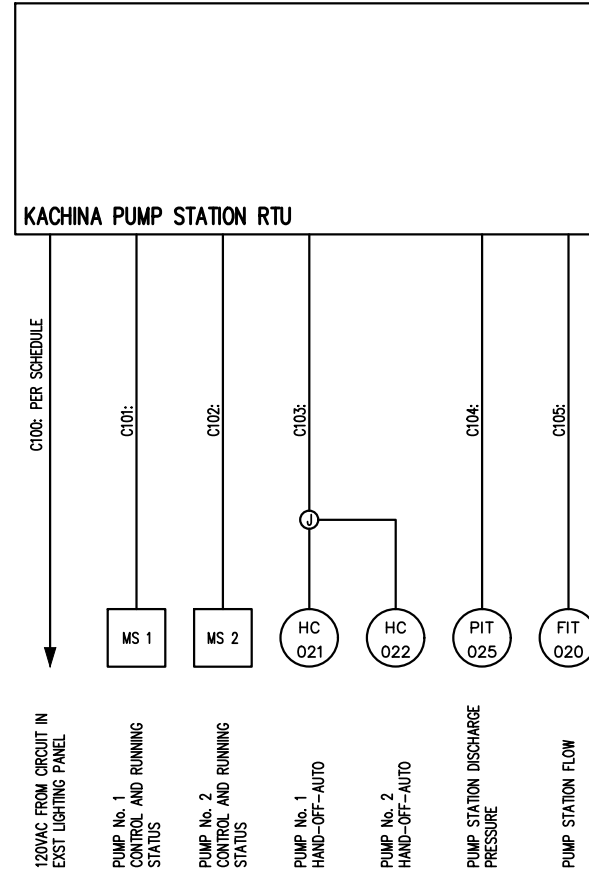 KACHINA PUMP STATION RTU
C100: PER SCHEDULE
C101:
C102:
C103:
C104:
C105:
J
MS 1
MS 2
HC
021
HC
022
PIT
025
FIT
020
120VAC FROM CIRCUIT IN
EXST LIGHTING PANEL
PUMP No. 1
CONTROL AND RUNNING
STATUS
PUMP No. 2
CONTROL AND RUNNING
STATUS
PUMP No. 1
HAND-OFF-AUTO
PUMP No. 2
HAND-OFF-AUTO
PUMP STATION DISCHARGE
PRESSURE
PUMP STATION FLOW